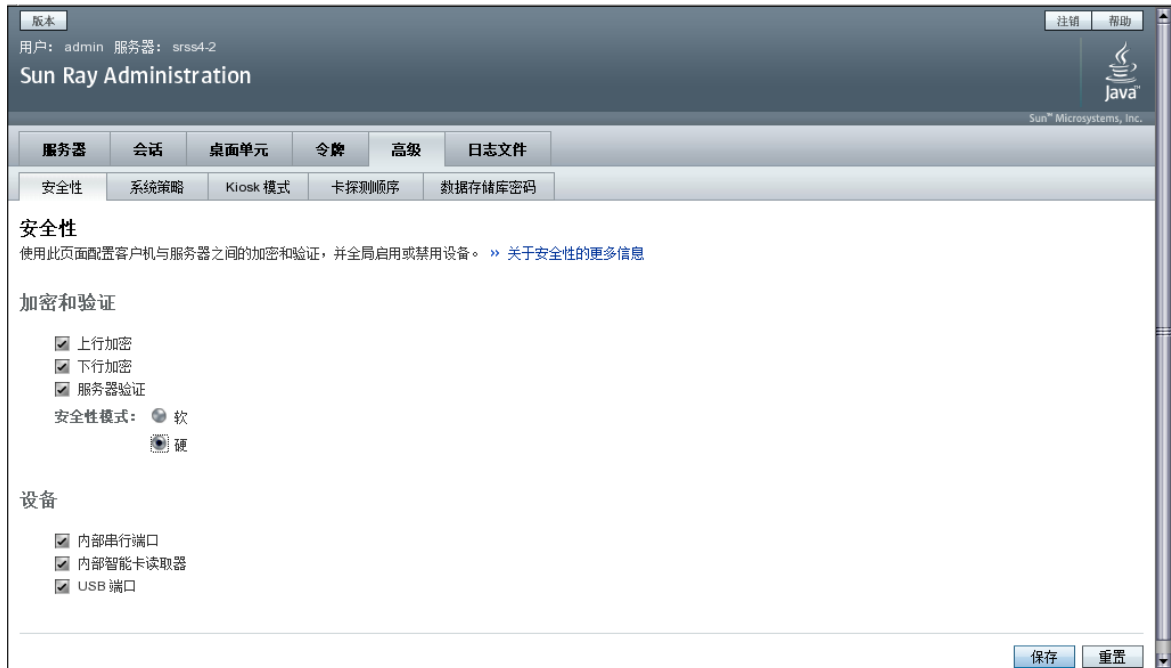 版本
注销 帮助
用户: admin 服务器: srss4-2
Sun Ray Administration
Java™
Sun™ Microsystems, Inc.
服务器 会话 桌面单元 令牌 高级 日志文件
安全性 系统策略 Kiosk 模式 卡探测顺序 数据存储库密码
安全性
使用此页面配置客户机与服务器之间的加密和验证，并全局启用或禁用设备。 » 关于安全性的更多信息
加密和验证
上行加密
下行加密
服务器验证
安全性模式: 软
硬
设备
内部串行端口
内部智能卡读取器
USB 端口
保存 重置